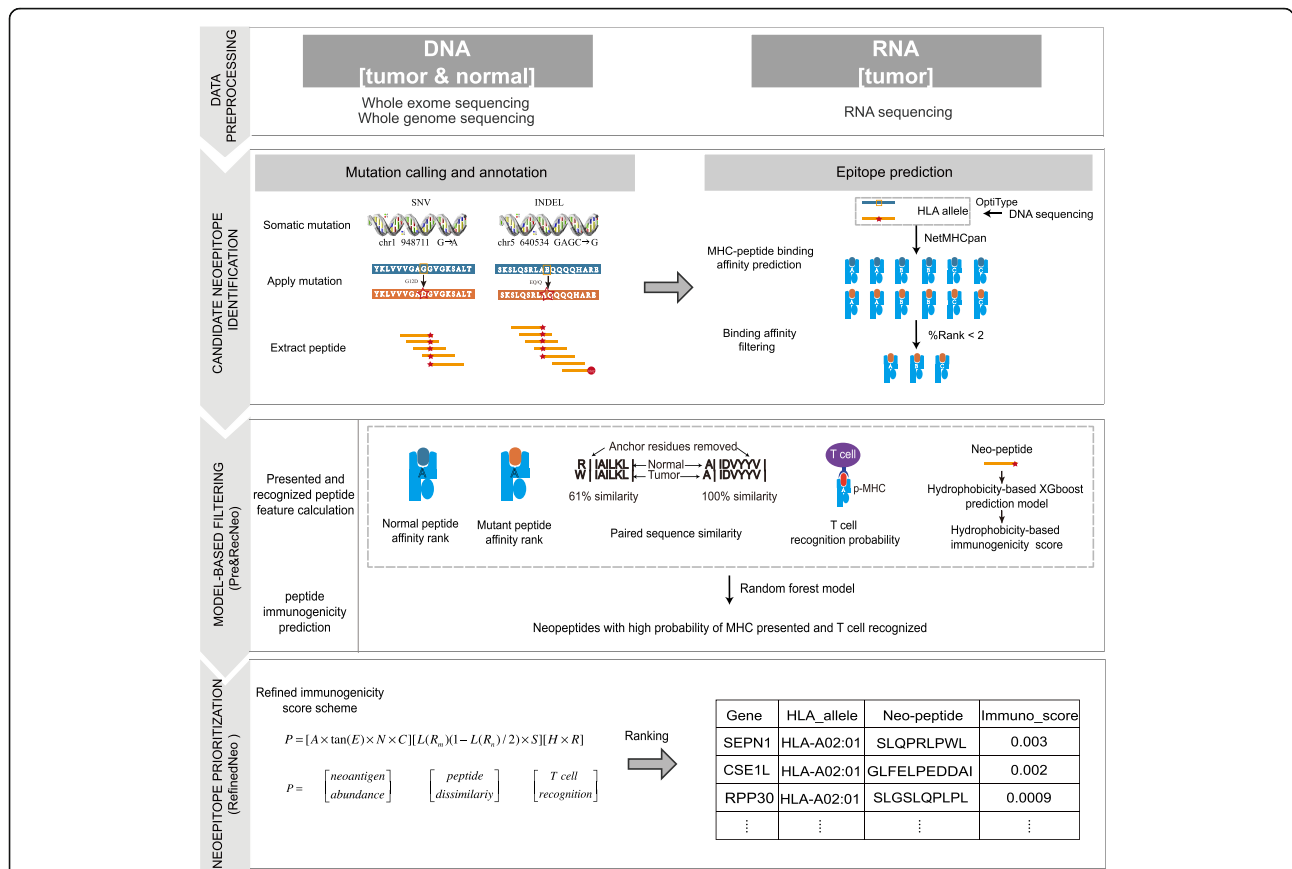 DATA
PREPROCESSING
DNA
[tumor & normal]
Whole exome sequencing
Whole genome sequencing
RNA
[tumor]
RNA sequencing
CANDIDATE NEOEPITOPE
IDENTIFICATION
Mutation calling and annotation
SNV
INDEL
Somatic mutation
chr1 948711 G→A
chr5 640534 GAGC→G
Apply mutation
YKLVVVGAGGVGKSALT
SKSLQSRLAEQQQQHARE
G12D
EQ/Q
Extract peptide
Epitope prediction
HLA allele
OptiType
DNA sequencing
NetMHCpan
MHC-peptide binding
affinity prediction
A A B B C C
A A B B C C
Binding affinity
filtering
%Rank < 2
MODEL-BASED FILTERING
(Pre&RecNeo)
Presented and
recognized peptide
feature calculation
A
Normal peptide
affinity rank
A
Mutant peptide
affinity rank
Anchor residues removed
R IAILKL Normal A IDVYYV
W IAILKL Tumor A IDVYYV
61% similarity
100% similarity
Paired sequence similarity
T cell
p-MHC
A
T cell
recognition probability
Neo-peptide
Hydrophobicity-based XGboost
prediction model
Hydrophobicity-based
immunogenicity score
peptide
immunogenicity
prediction
Random forest model
Neopeptides with high probability of MHC presented and T cell recognized
NEOEPITOPE PRIORITIZATION
(RefinedNeo )
Refined immunogenicity
score scheme
P = [A × tan(E) × N × C][L(Rm)(1 − L(Rn) / 2) × S][H × R]
P = [neoantigen abundance] [peptide dissimilariy] [T cell recognition]
Ranking
Gene HLA_allele Neo-peptide Immuno_score
SEPN1 HLA-A02:01 SLQPRLPWL 0.003
CSE1L HLA-A02:01 GLFELPEDDAI 0.002
RPP30 HLA-A02:01 SLGSLQPLPL 0.0009
⋮ ⋮ ⋮ ⋮